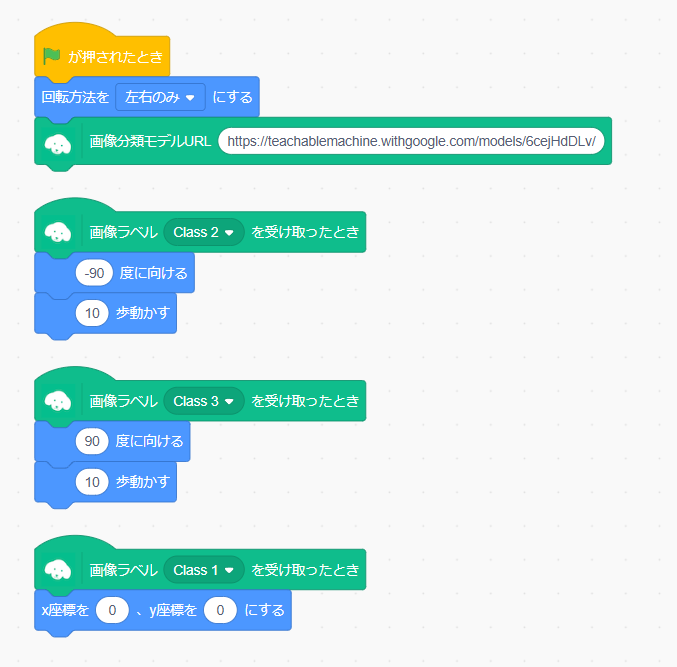 が押されたとき
回転方法を 左右のみ にする
画像分類モデルURL https://teachablemachine.withgoogle.com/models/6cejHdDLv/
画像ラベル Class 2 を受け取ったとき
-90 度に向ける
10 歩動かす
画像ラベル Class 3 を受け取ったとき
90 度に向ける
10 歩動かす
画像ラベル Class 1 を受け取ったとき
x座標を 0 、y座標を 0 にする